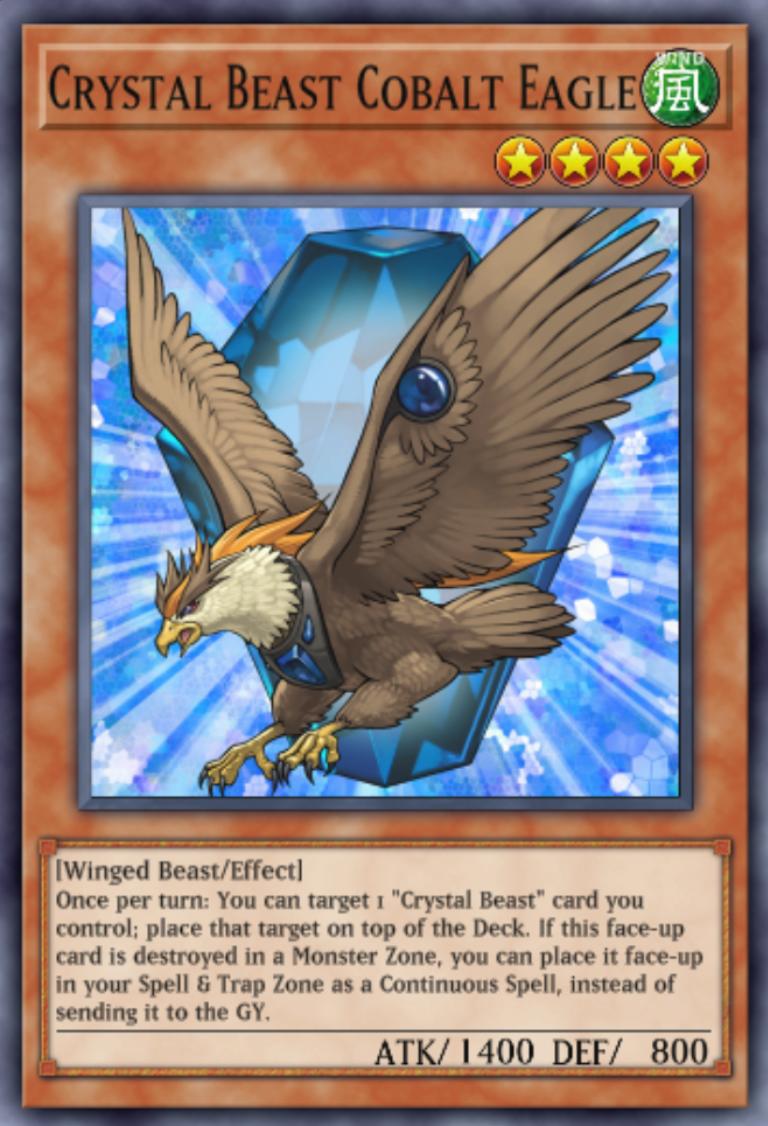 Crystal Beast Cobalt Eagle
WIND
風
[Winged Beast/Effect]
Once per turn: You can target 1 "Crystal Beast" card you
control; place that target on top of the Deck. If this face-up
card is destroyed in a Monster Zone, you can place it face-up
in your Spell & Trap Zone as a Continuous Spell, instead of
sending it to the GY.
ATK/ 1400 DEF/ 800